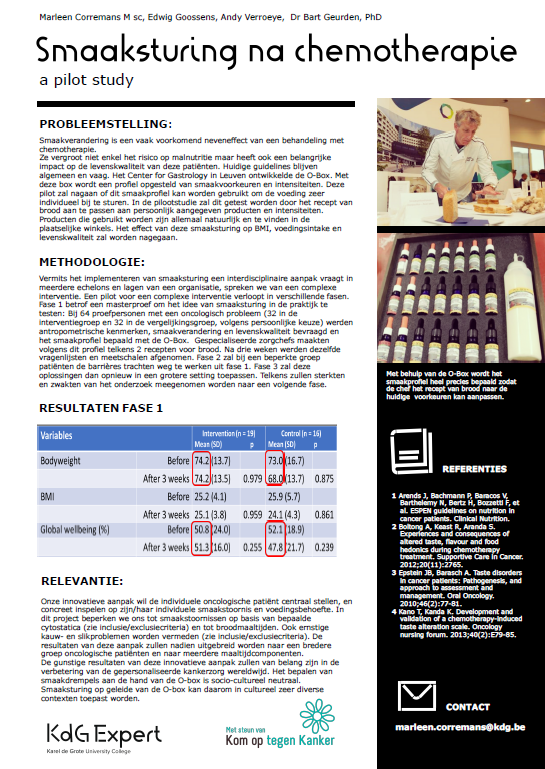 Marleen Corremans M sc, Edwig Goossens, Andy Verroeye, Dr Bart Geurden, PhD
Smaaksturing na chemotherapie
a pilot study
PROBLEEMSTELLING:
Smaakverandering is een vaak voorkomend neveneffect van een behandeling met
chemotherapie.
Ze vergroot niet enkel het risico op malnutritie maar heeft ook een belangrijke
impact op de levenskwaliteit van deze patiënten. Huidige guidelines blijven
algemeen en vaag. Het Center for Gastrology in Leuven ontwikkelde de O-Box. Met
deze box wordt een profiel opgesteld van smaakvoorkeuren en intensiteiten. Deze
pilot zal nagaan of dit smaakprofiel kan worden gebruikt om de voeding zeer
individueel bij te sturen. In de pilootstudie zal dit getest worden door het recept van
brood aan te passen aan persoonlijk aangegeven producten en intensiteiten.
Producten die gebruikt worden zijn allemaal natuurlijk en te vinden in de
plaatselijke winkels. Het effect van deze smaaksturing op BMI, voedingsintake en
levenskwaliteit zal worden nagegaan.
METHODOLOGIE:
Vermits het implementeren van smaaksturing een interdisciplinaire aanpak vraagt in
meerdere echelons en lagen van een organisatie, spreken we van een complexe
interventie. Een pilot voor een complexe interventie verloopt in verschillende fasen.
Fase 1 betrof een masterproef om het idee van smaaksturing in de praktijk te
testen: Bij 64 proefpersonen met een oncologisch probleem (32 in de
interventiegroep en 32 in de vergelijkingsgroep, volgens persoonlijke keuze) werden
antropometrische kenmerken, smaakverandering en levenskwaliteit bevraagd en
het smaakprofiel bepaald met de O-Box. Gespecialiseerde zorgchefs maakten
volgens dit profiel telkens 2 recepten voor brood. Na drie weken werden dezelfde
vragenlijsten en meetschalen afgenomen. Fase 2 zal bij een beperkte groep
patiënten de barrières trachten weg te werken uit fase 1. Fase 3 zal deze
oplossingen dan opnieuw in een grotere setting toepassen. Telkens zullen sterkten
en zwakten van het onderzoek meegenomen worden naar een volgende fase.
RESULTATEN FASE 1
Variables Intervention (n = 19) Control (n = 16)
Mean (SD) p Mean (SD) p
Bodyweight Before 74.2 (13.7) 73.0 (16.7)
After 3 weeks 74.2 (13.5) 0.979 68.0 (13.7) 0.875
BMI Before 25.2 (4.1) 25.9 (5.7)
After 3 weeks 25.1 (3.8) 0.959 24.1 (4.3) 0.861
Global wellbeing (%) Before 50.8 (24.0) 52.1 (18.9)
After 3 weeks 51.3 (16.0) 0.255 47.8 (21.7) 0.239
RELEVANTIE:
Onze innovatieve aanpak wil de individuele oncologische patiënt centraal stellen, en
concreet inspelen op zijn/haar individuele smaakstoornis en voedingsbehoefte. In
dit project beperken we ons tot smaakstoornissen op basis van bepaalde
cytostatica (zie inclusie/exclusiecriteria) en tot broodmaaltijden. Ook ernstige
kauw- en slikproblemen worden vermeden (zie inclusie/exclusiecriteria). De
resultaten van deze aanpak zullen nadien uitgebreid worden naar een bredere
groep oncologische patiënten en naar meerdere maaltijdcomponenten.
De gunstige resultaten van deze innovatieve aanpak zullen van belang zijn in de
verbetering van de gepersonaliseerde kankerzorg wereldwijd. Het bepalen van
smaakdrempels aan de hand van de O-box is socio-cultureel neutraal.
Smaaksturing op geleide van de O-box kan daarom in cultureel zeer diverse
contexten toepast worden.
KdG Expert
Karel de Grote University College
Met steun van
Kom op tegen Kanker
Met behulp van de O-Box wordt het
smaakprofiel heel precies bepaald zodat
de chef het recept van brood naar de
huidige voorkeuren kan aanpassen.
REFERENTIES
1 Arends J, Bachmann P, Baracos V,
Barthelemy N, Bertz H, Bozzetti F, et
al. ESPEN guidelines on nutrition in
cancer patients. Clinical Nutrition.
2 Boltong A, Keast R, Aranda S.
Experiences and consequences of
altered taste, flavour and food
hedonics during chemotherapy
treatment. Supportive Care in Cancer.
2012;20(11):2765.
3 Epstein JB, Barasch A. Taste disorders
in cancer patients: Pathogenesis, and
approach to assessment and
management. Oral Oncology.
2010;46(2):77-81.
4 Kano T, Kanda K. Development and
validation of a chemotherapy-induced
taste alteration scale. Oncology
nursing forum. 2013;40(2):E79-85.
CONTACT
marleen.corremans@kdg.be